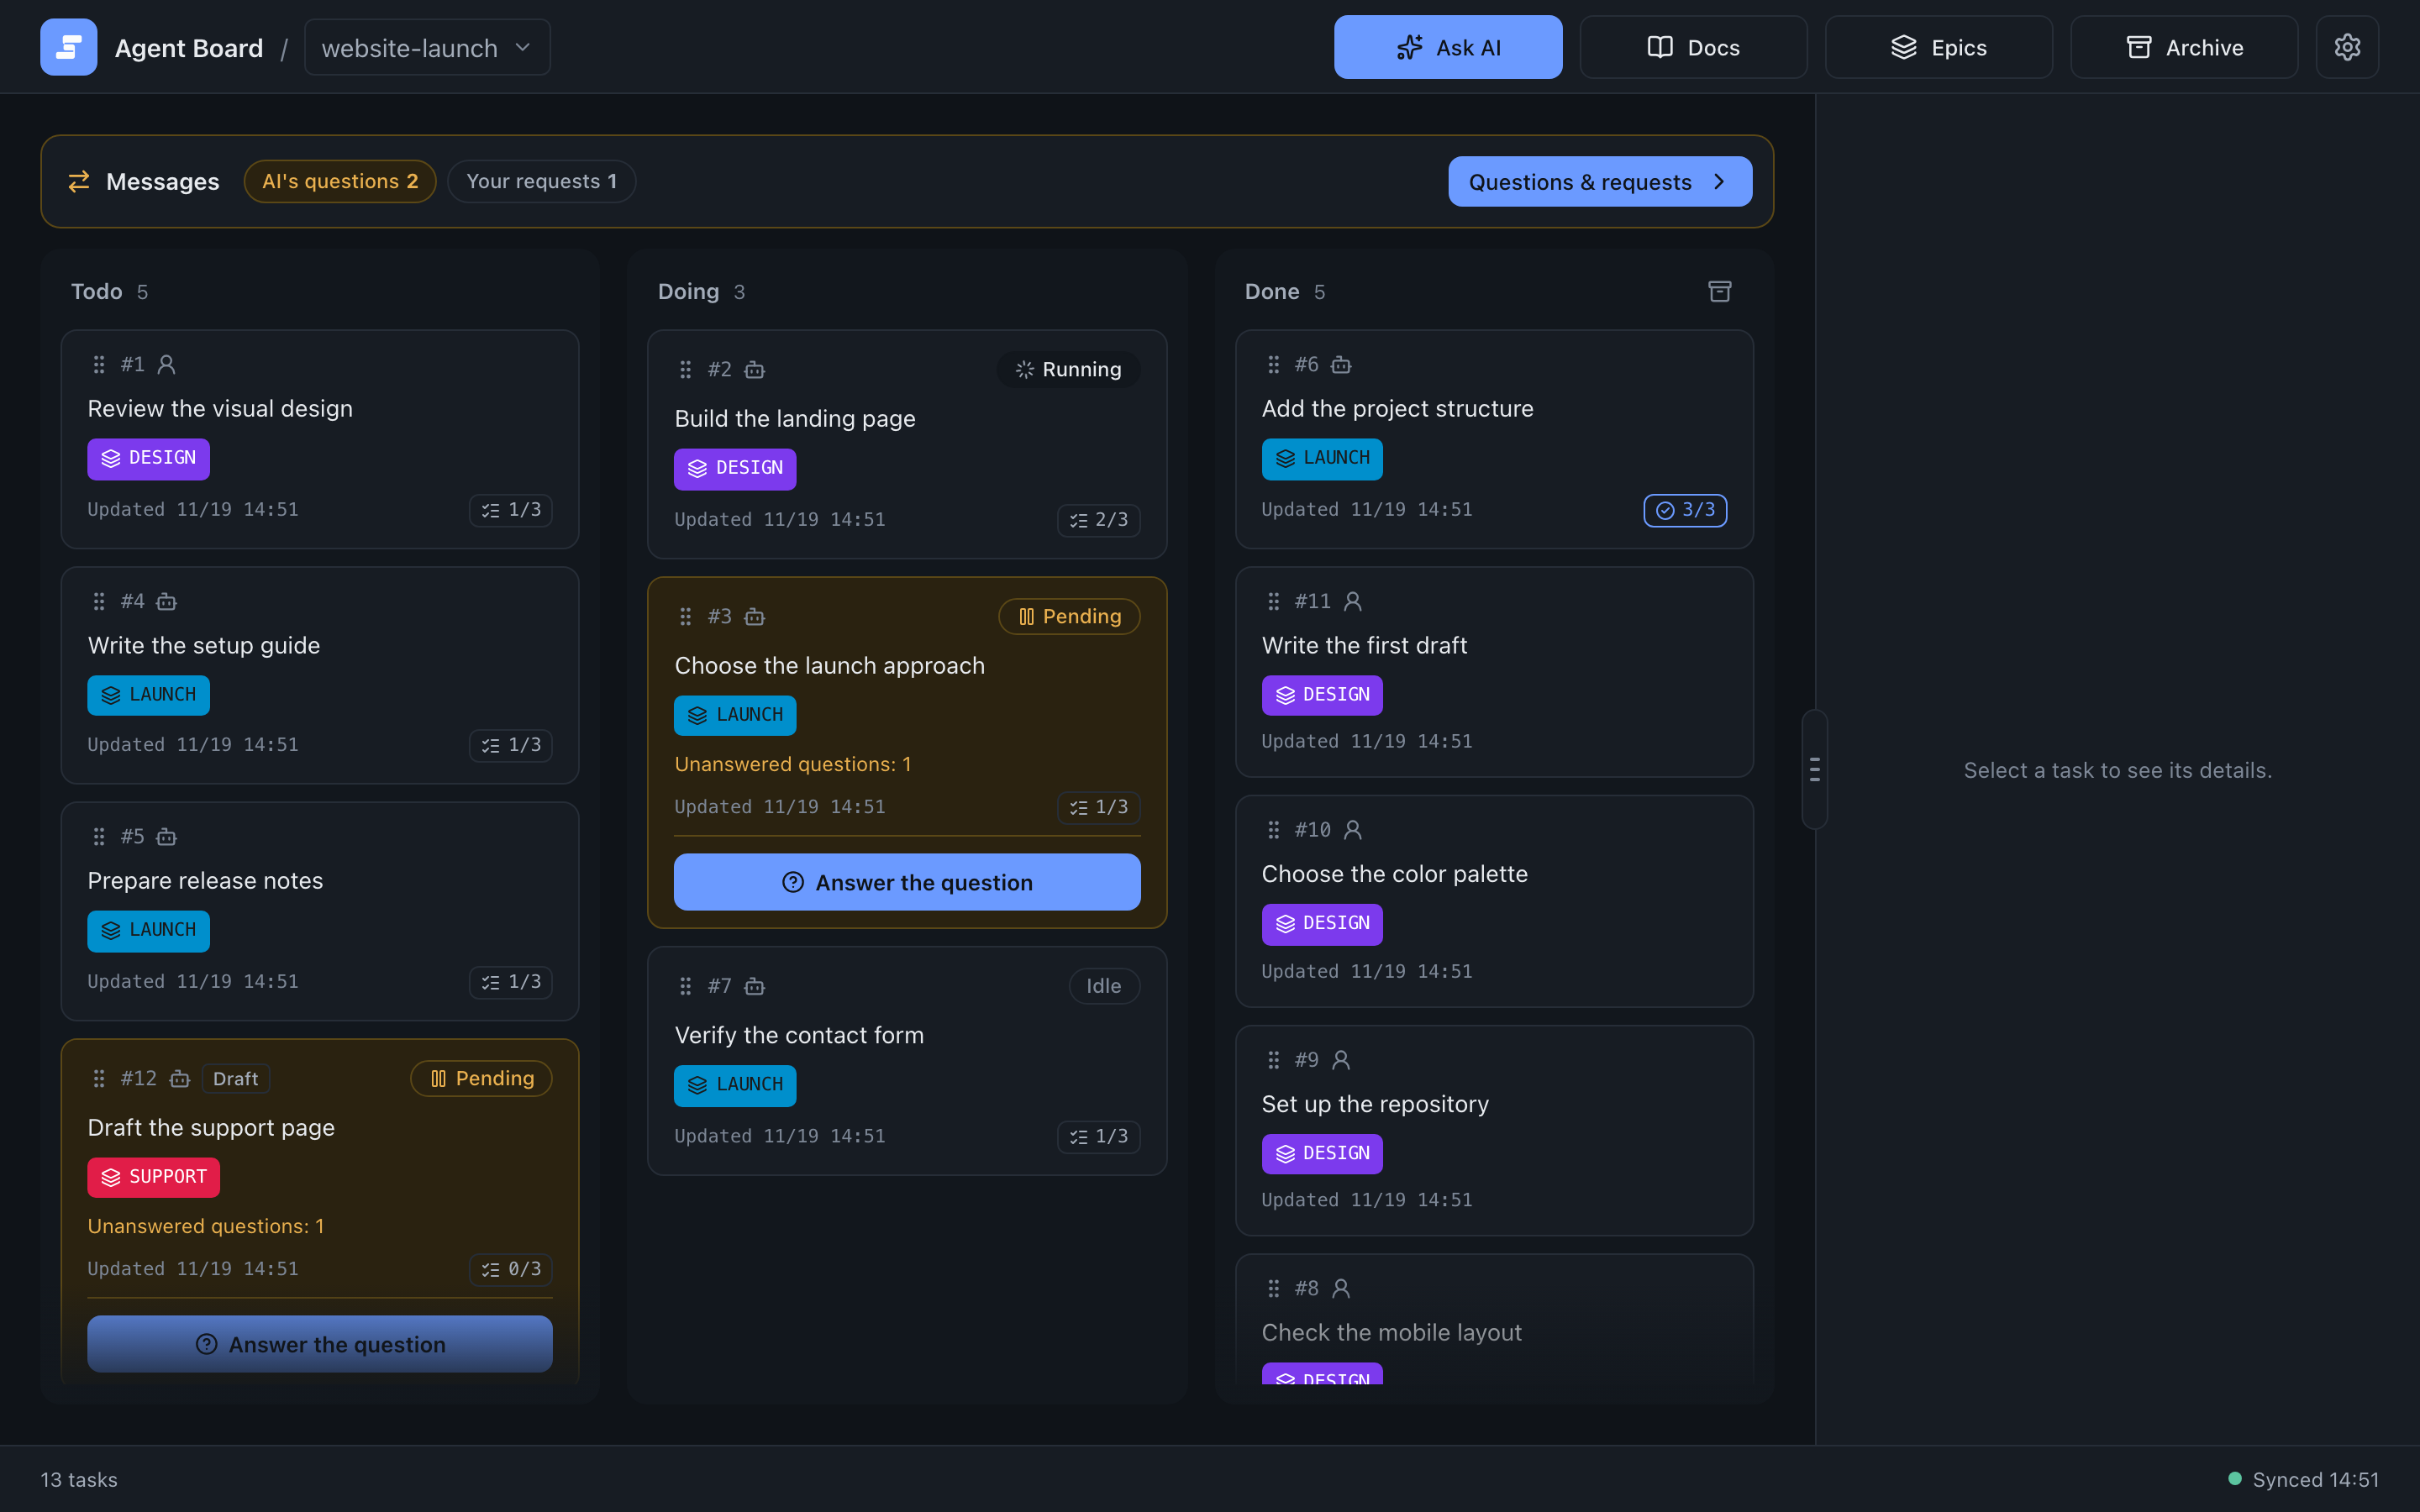 Agent Board / website-launch
Ask AI
Docs
Epics
Archive
Messages
AI's questions 2
Your requests 1
Questions & requests
Todo 5
#1
Review the visual design
DESIGN
Updated 11/19 14:51
1/3
#4
Write the setup guide
LAUNCH
Updated 11/19 14:51
1/3
#5
Prepare release notes
LAUNCH
Updated 11/19 14:51
1/3
#12 Draft
Pending
Draft the support page
SUPPORT
Unanswered questions: 1
Updated 11/19 14:51
0/3
Answer the question
Doing 3
#2
Running
Build the landing page
DESIGN
Updated 11/19 14:51
2/3
#3
Pending
Choose the launch approach
LAUNCH
Unanswered questions: 1
Updated 11/19 14:51
1/3
Answer the question
#7
Idle
Verify the contact form
LAUNCH
Updated 11/19 14:51
1/3
Done 5
#6
Add the project structure
LAUNCH
Updated 11/19 14:51
3/3
#11
Write the first draft
DESIGN
Updated 11/19 14:51
#10
Choose the color palette
DESIGN
Updated 11/19 14:51
#9
Set up the repository
DESIGN
Updated 11/19 14:51
#8
Check the mobile layout
DESIGN
Select a task to see its details.
13 tasks
Synced 14:51